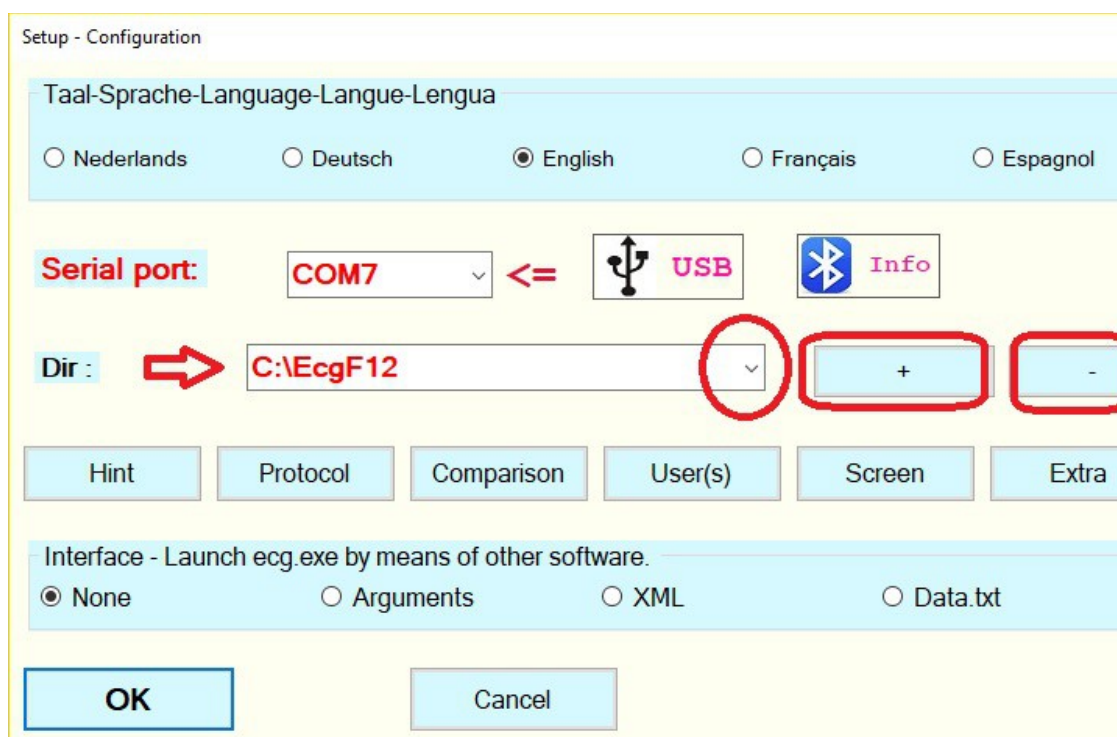 Setup - Configuration
Taal-Sprache-Language-Langue-Lengua
Nederlands Deutsch English Français Espagnol
Serial port: COM7 <= USB Info
Dir : C:\EcgF12 + -
Hint Protocol Comparison User(s) Screen Extra
Interface - Launch ecg.exe by means of other software.
None Arguments XML Data.txt
OK Cancel